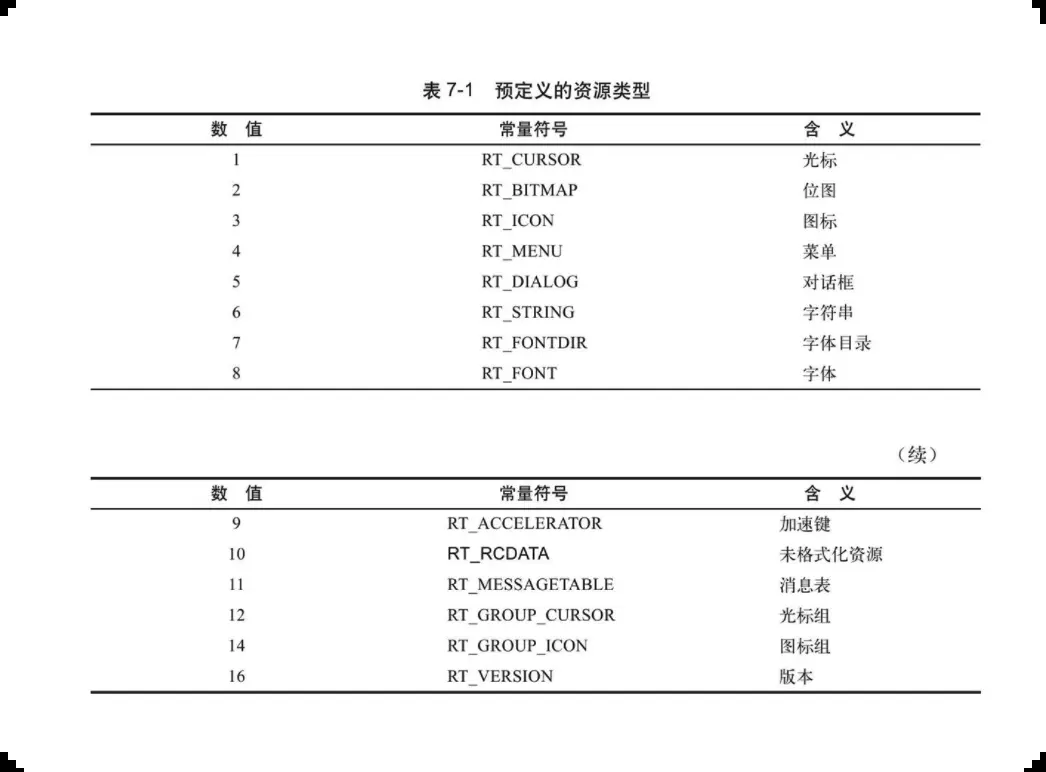 表 7-1 预定义的资源类型
数 值 常量符号 含 义
1 RT_CURSOR 光标
2 RT_BITMAP 位图
3 RT_ICON 图标
4 RT_MENU 菜单
5 RT_DIALOG 对话框
6 RT_STRING 字符串
7 RT_FONTDIR 字体目录
8 RT_FONT 字体
（续）
数 值 常量符号 含 义
9 RT_ACCELERATOR 加速键
10 RT_RCDATA 未格式化资源
11 RT_MESSAGETABLE 消息表
12 RT_GROUP_CURSOR 光标组
14 RT_GROUP_ICON 图标组
16 RT_VERSION 版本